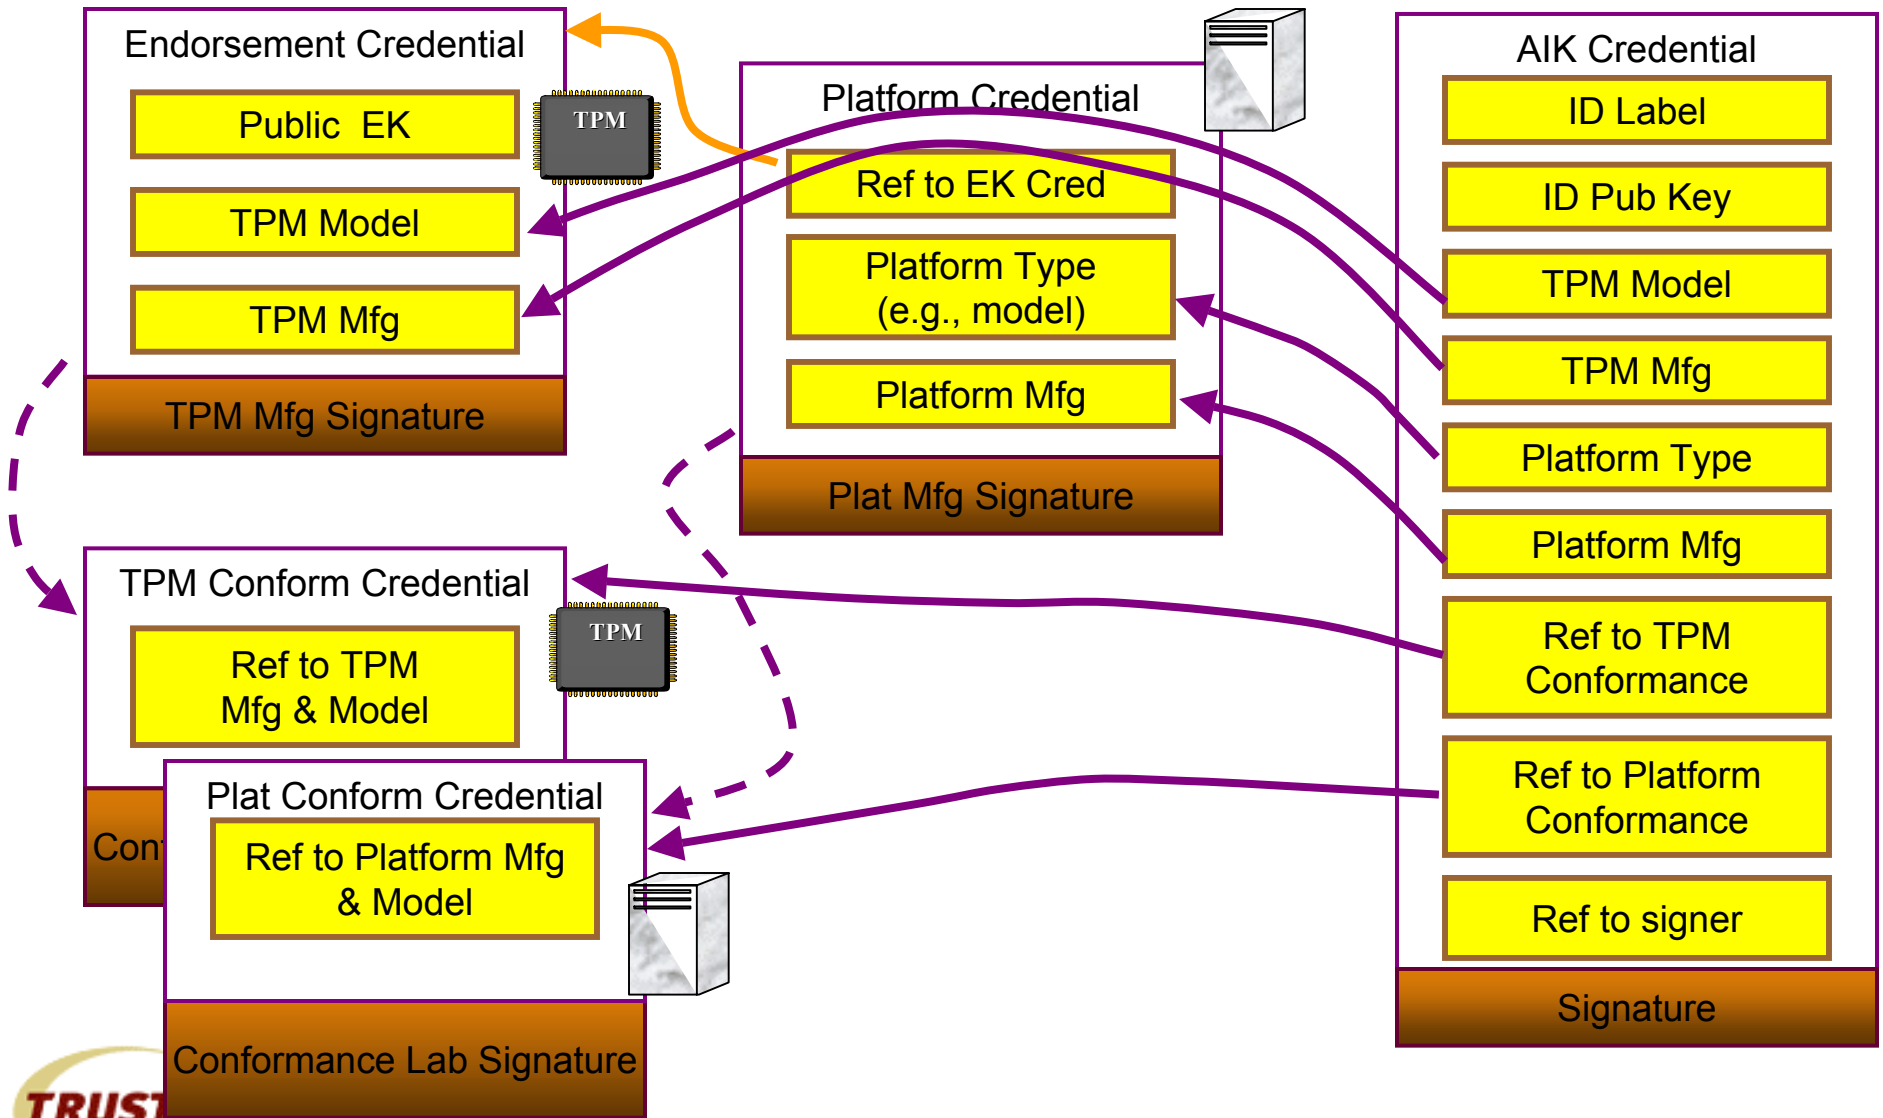 Endorsement Credential
Public EK
TPM
TPM Model
TPM Mfg
TPM Mfg Signature
Platform Credential
Ref to EK Cred
Platform Type
(e.g., model)
Platform Mfg
Plat Mfg Signature
AIK Credential
ID Label
ID Pub Key
TPM Model
TPM Mfg
Platform Type
Platform Mfg
Ref to TPM
Conformance
Ref to Platform
Conformance
Ref to signer
Signature
TPM Conform Credential
TPM
Ref to TPM
Mfg & Model
Plat Conform Credential
Ref to Platform Mfg
& Model
Conformance Lab Signature
TRUST